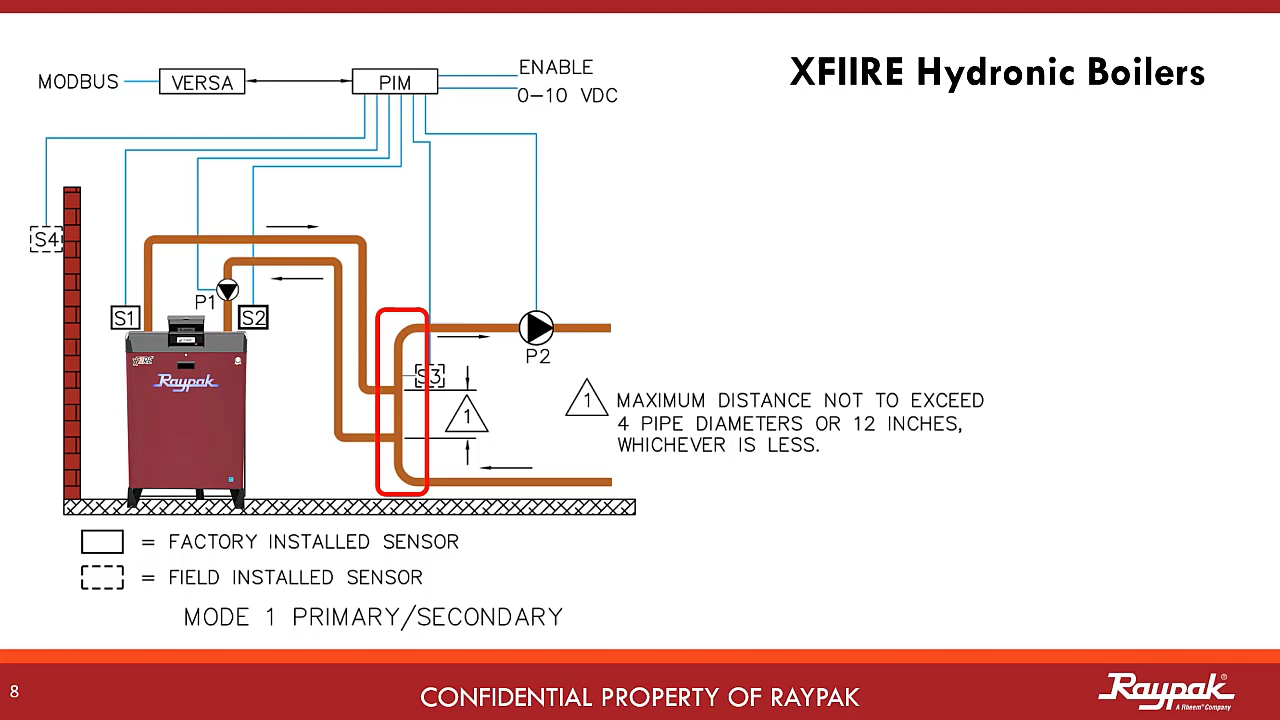 XFIIRE Hydronic Boilers
MODBUS
VERSA
PIM
ENABLE
0-10 VDC
S4
S1
P1
S2
P2
S3
XFIIRE
Raypak
1
1
MAXIMUM DISTANCE NOT TO EXCEED
4 PIPE DIAMETERS OR 12 INCHES,
WHICHEVER IS LESS.
= FACTORY INSTALLED SENSOR
= FIELD INSTALLED SENSOR
MODE 1 PRIMARY/SECONDARY
8
CONFIDENTIAL PROPERTY OF RAYPAK
Raypak®
A Rheem® Company